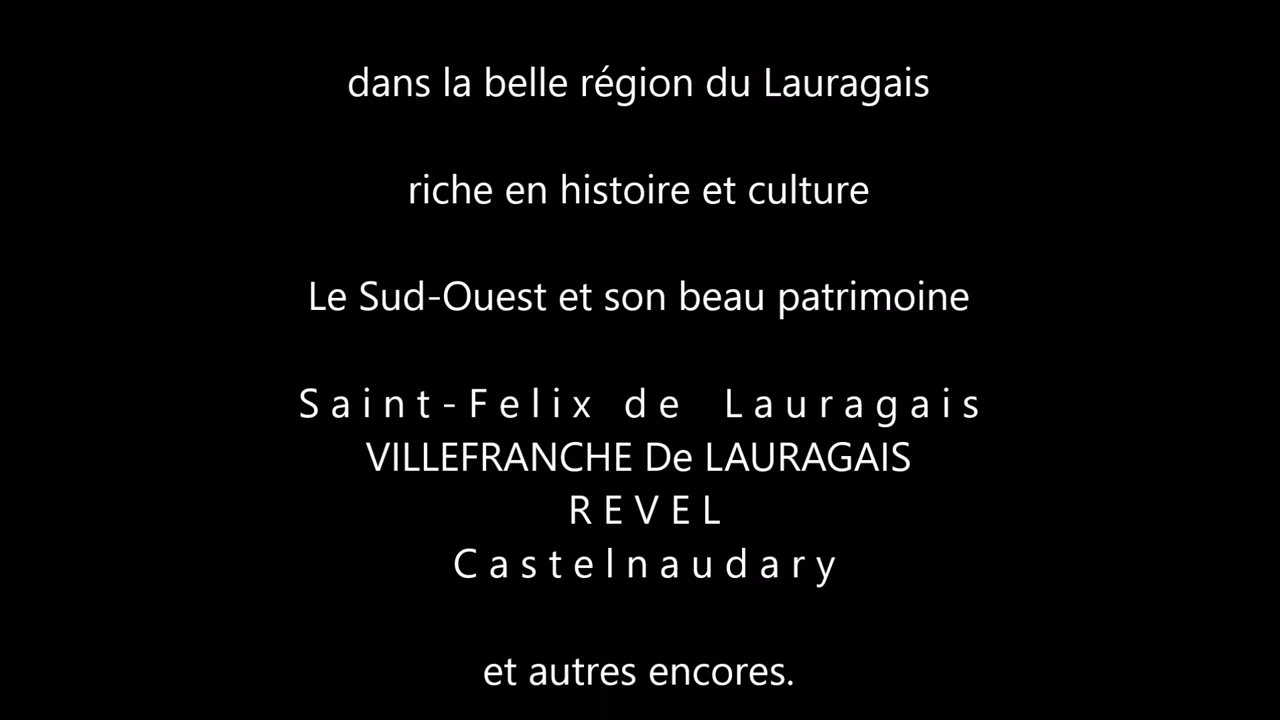 dans la belle région du Lauragais
riche en histoire et culture
Le Sud-Ouest et son beau patrimoine
Saint-Felix de Lauragais
VILLEFRANCHE De LAURAGAIS
REVEL
Castelnaudary
et autres encores.